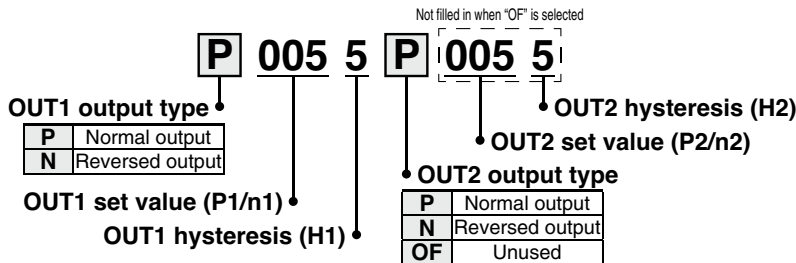 Not filled in when “OF” is selected
P 005 5 P 005 5
OUT1 output type
P Normal output
N Reversed output
OUT1 set value (P1/n1)
OUT1 hysteresis (H1)
OUT2 hysteresis (H2)
OUT2 set value (P2/n2)
OUT2 output type
P Normal output
N Reversed output
OF Unused